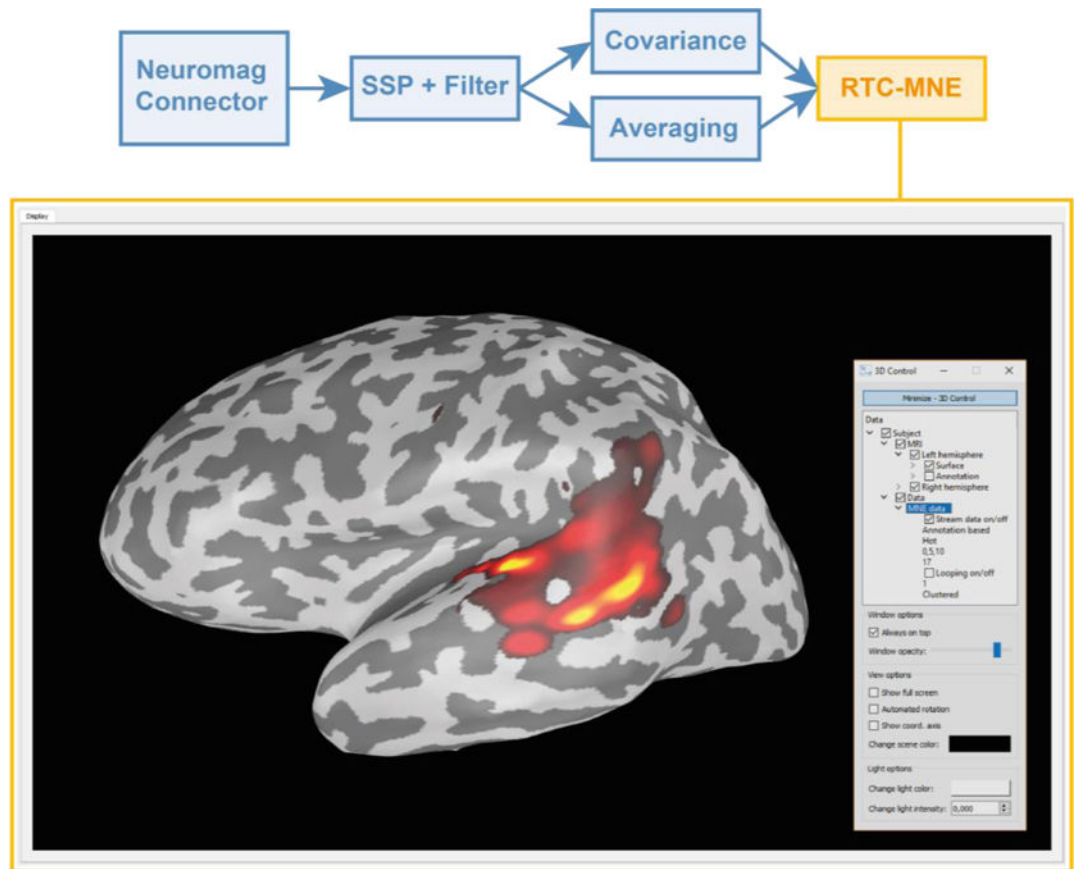 Neuromag
Connector
SSP + Filter
Covariance
Averaging
RTC-MNE
Display
3D Control
Minimize - 3D Control
Data
Subject
MRI
Left hemisphere
Surface
Annotation
Right hemisphere
Data
MNE data
Stream data on/off
Annotation based
Hot
0,5,10
17
Looping on/off
1
Clustered
Window options
Always on top
Window opacity:
View options
Show full screen
Automated rotation
Show coord. axis
Change scene color:
Light options
Change light color:
Change light intensity: 0,000